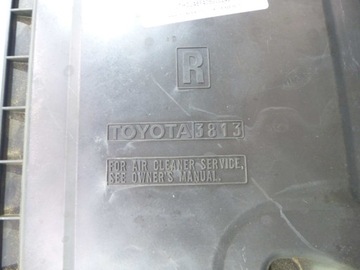 R
TOYOTA 3813
FOR AIR CLEANER SERVICE,
SEE OWNER'S MANUAL.